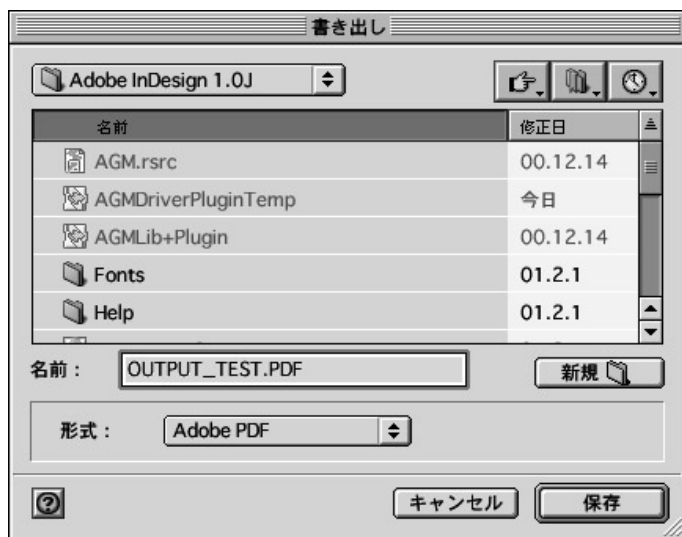 書き出し
Adobe InDesign 1.0J
名前 修正日
AGM.rsrc 00.12.14
AGMDriverPluginTemp 今日
AGMLib+Plugin 00.12.14
Fonts 01.2.1
Help 01.2.1
名前： OUTPUT_TEST.PDF 新規
形式： Adobe PDF
キャンセル 保存